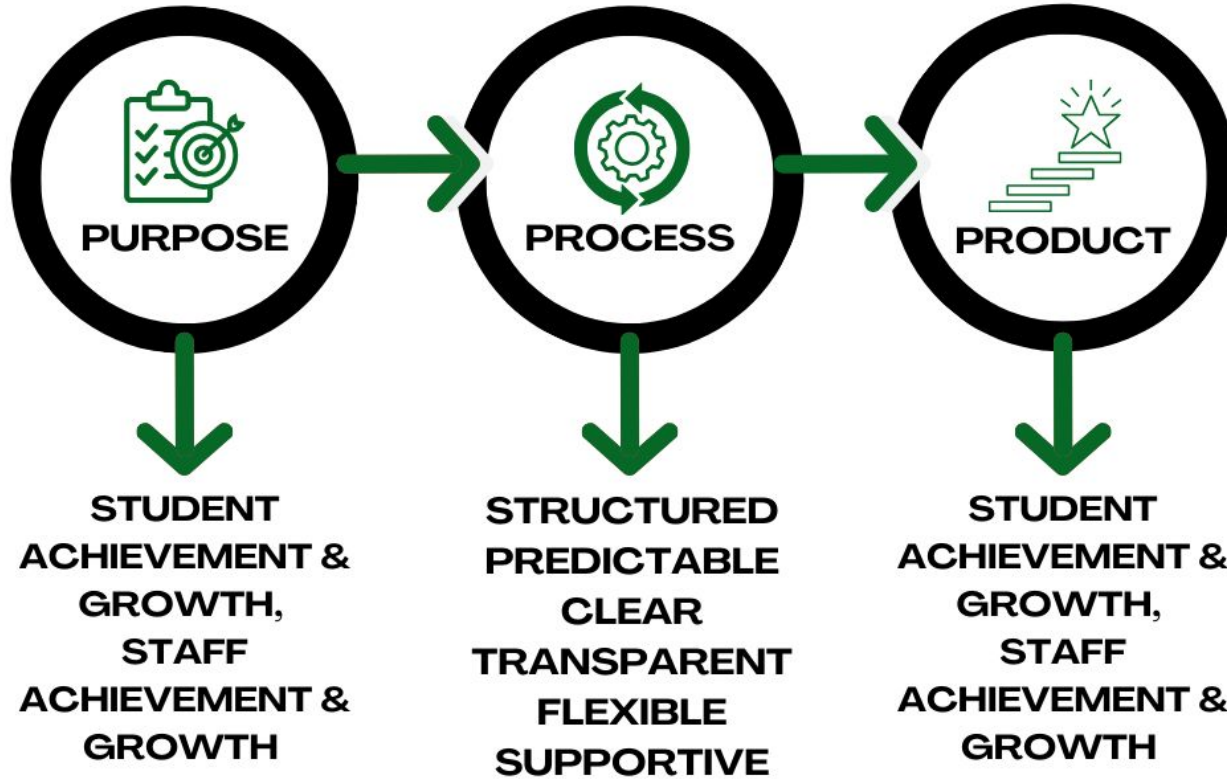 PURPOSE
PROCESS
PRODUCT
STUDENT
ACHIEVEMENT &
GROWTH,
STAFF
ACHIEVEMENT &
GROWTH
STRUCTURED
PREDICTABLE
CLEAR
TRANSPARENT
FLEXIBLE
SUPPORTIVE
STUDENT
ACHIEVEMENT &
GROWTH,
STAFF
ACHIEVEMENT &
GROWTH